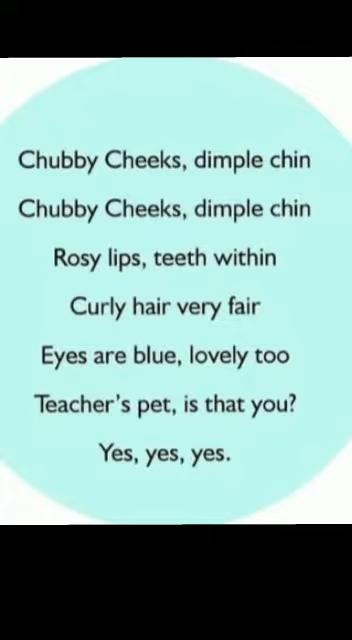 Chubby Cheeks, dimple chin
Chubby Cheeks, dimple chin
Rosy lips, teeth within
Curly hair very fair
Eyes are blue, lovely too
Teacher's pet, is that you?
Yes, yes, yes.